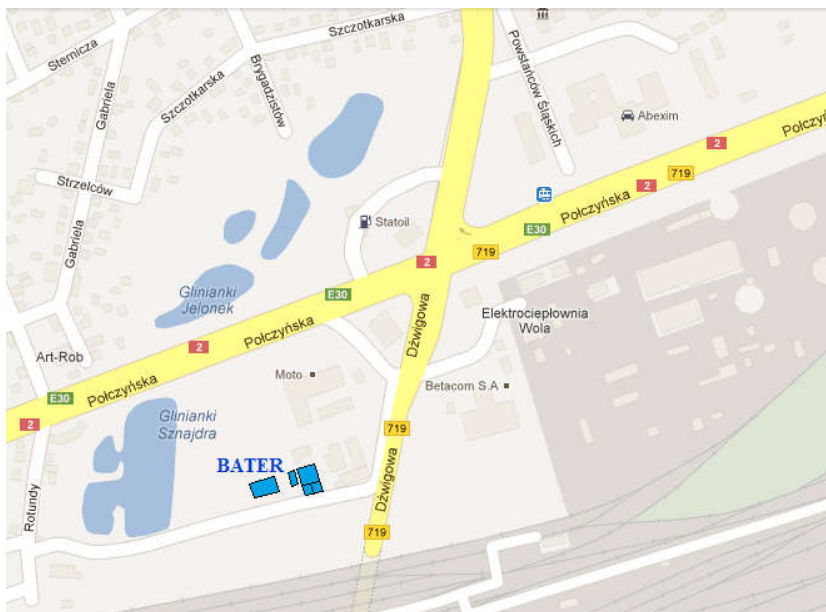 Szczotkarska
Sternicza
Gabriela
Brygadzistów
Szczotkarska
Powstańców Śląskich
Abexim
2
Połczyń
719
2
Strzelców
Połczyńska
Statoil
E30
719
Gabriela
2
Glinianki
Jelonek
E30
Elektrociepłownia
Wola
Połczyńska
Dźwigowa
2
Art-Rob
Moto
Betacom S.A
E30
Połczyńska
2
Glinianki
Sznajdra
719
BATER
Dźwigowa
Rotundy
719